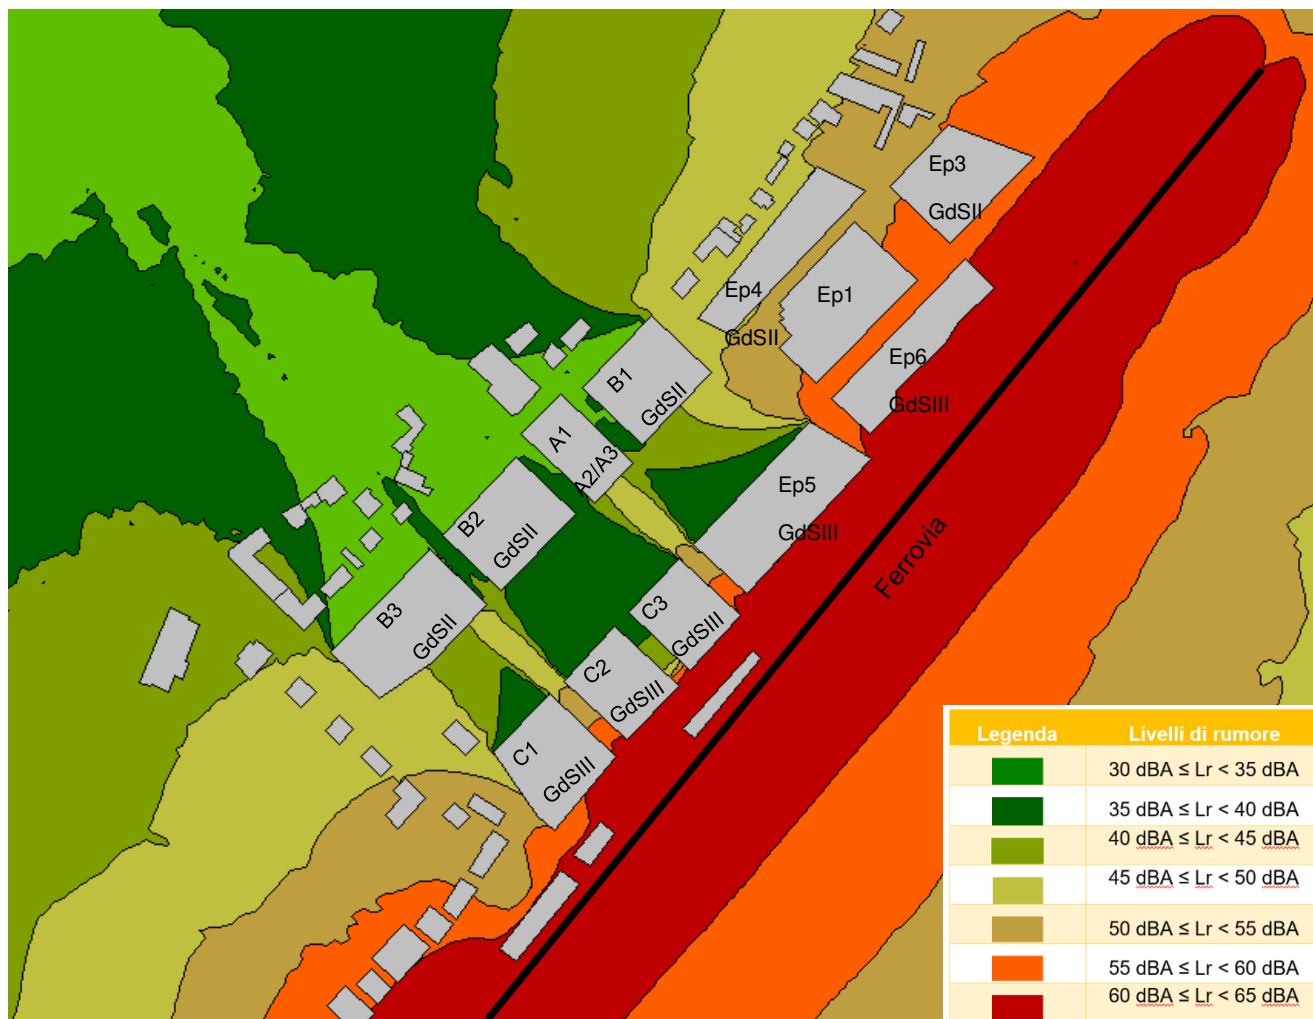 Ep3
GdSII
Ep4
GdSII
Ep1
Ep6
GdSIII
B1
GdSII
A1
A2/A3
Ep5
GdSIII
B2
GdSII
Ferrovia
B3
GdSII
C3
GdSIII
C2
GdSIII
C1
GdSIII
Legenda Livelli di rumore
30 dBA ≤ Lr < 35 dBA
35 dBA ≤ Lr < 40 dBA
40 dBA ≤ Lr < 45 dBA
45 dBA ≤ Lr < 50 dBA
50 dBA ≤ Lr < 55 dBA
55 dBA ≤ Lr < 60 dBA
60 dBA ≤ Lr < 65 dBA